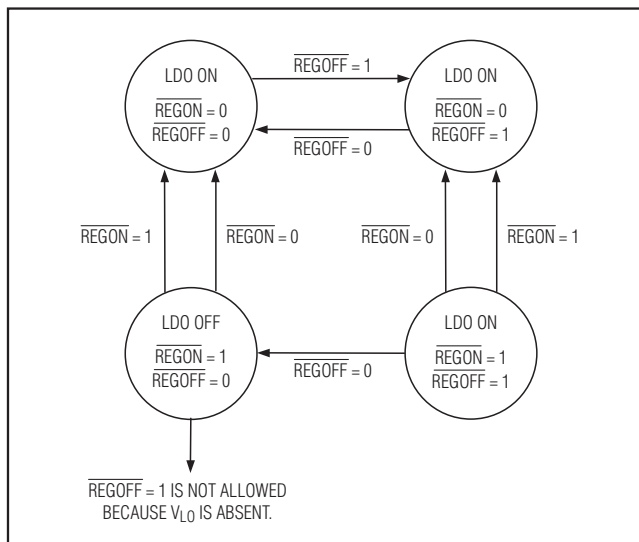 LDO ON
REGON = 0
REGOFF = 0
REGOFF = 1
REGOFF = 0
LDO ON
REGON = 0
REGOFF = 1
REGON = 1
REGON = 0
REGON = 0
REGON = 1
LDO OFF
REGON = 1
REGOFF = 0
REGOFF = 0
LDO ON
REGON = 1
REGOFF = 1
REGOFF = 1 IS NOT ALLOWED
BECAUSE VLO IS ABSENT.